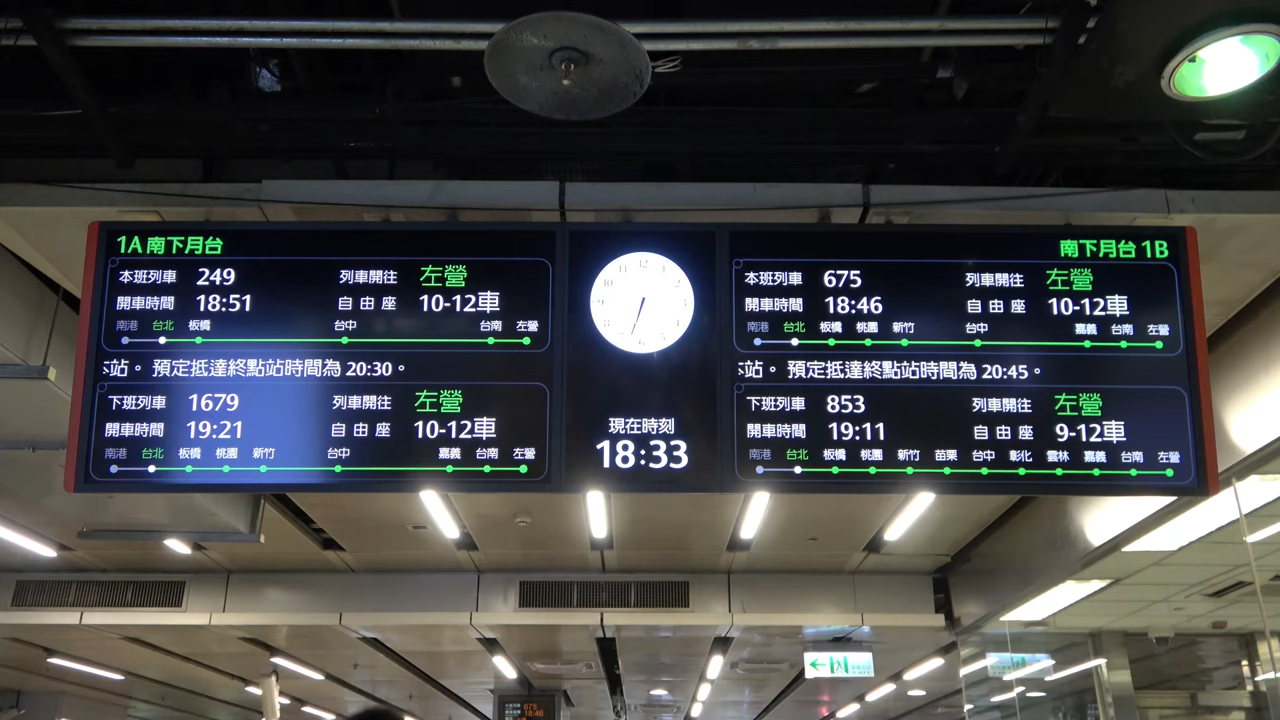 1A 南下月台
本班列車 249 列車開往 左營
開車時間 18:51 自由座 10-12車
南港 台北 板橋 台中 台南 左營
站。 預定抵達終點站時間為 20:30。
下班列車 1679 列車開往 左營
開車時間 19:21 自由座 10-12車
南港 台北 板橋 桃園 新竹 台中 嘉義 台南 左營
12
現在時刻
18:33
南下月台 1B
本班列車 675 列車開往 左營
開車時間 18:46 自由座 10-12車
南港 台北 板橋 桃園 新竹 台中 嘉義 台南 左營
站。 預定抵達終點站時間為 20:45。
下班列車 853 列車開往 左營
開車時間 19:11 自由座 9-12車
南港 台北 板橋 桃園 新竹 苗栗 台中 彰化 雲林 嘉義 台南 左營
675
18:46